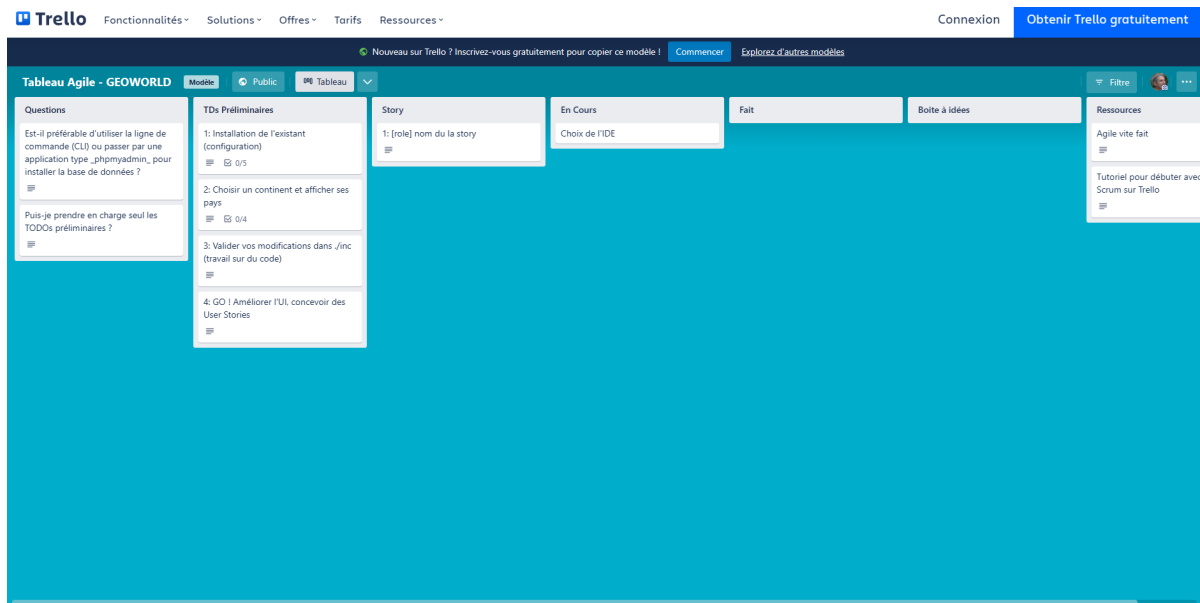 Trello Fonctionnalités Solutions Offres Tarifs Ressources Connexion Obtenir Trello gratuitement
Nouveau sur Trello ? Inscrivez-vous gratuitement pour copier ce modèle ! Commencer Explorez d'autres modèles
Tableau Agile - GEOWORLD Modèle Public Tableau Filtre
Questions
Est-il préférable d'utiliser la ligne de
commande (CLI) ou passer par une
application type _phpmyadmin_ pour
installer la base de données ?
Puis-je prendre en charge seul les
TODOs préliminaires ?
TDs Préliminaires
1: Installation de l'existant
(configuration)
0/5
2: Choisir un continent et afficher ses
pays
0/4
3: Valider vos modifications dans ./inc
(travail sur du code)
4: GO ! Améliorer l'UI, concevoir des
User Stories
Story
1: [role] nom du la story
En Cours
Choix de l'IDE
Fait
Boite à idées
Ressources
Agile vite fait
Tutoriel pour débuter avec
Scrum sur Trello